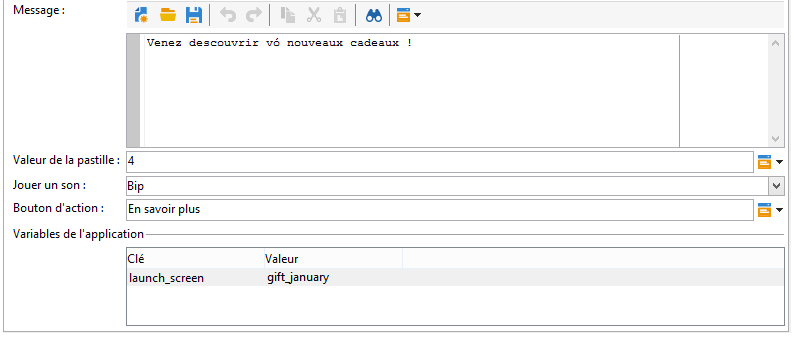 Message :
Venez descouvrir vó nouveaux cadeaux !
Valeur de la pastille : 4
Jouer un son : Bip
Bouton d'action : En savoir plus
Variables de l'application
Clé Valeur
launch_screen gift_january